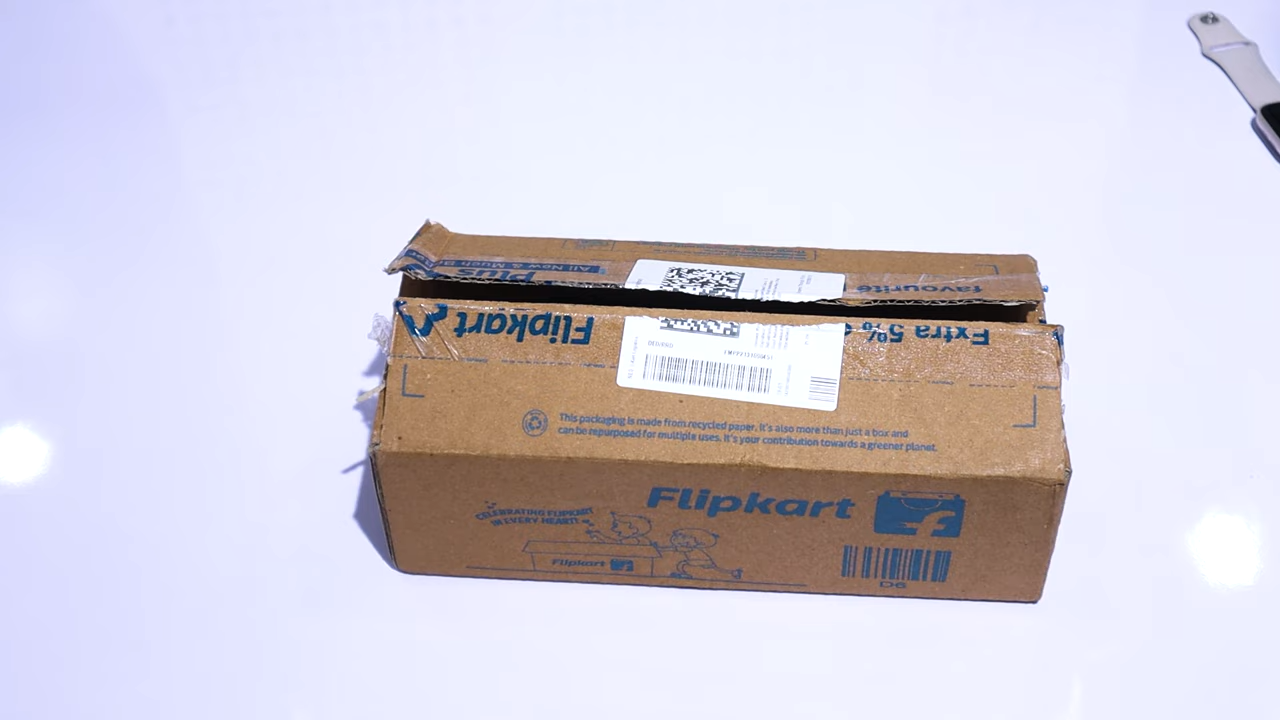 All New & Much
Plus
favourite
Flipkart
Extra 5%
This packaging is made from recycled paper. It's also more than just a box and
can be repurposed for multiple uses. It's your contribution towards a greener planet.
Flipkart
CELEBRATING FLIPKART
IN EVERY HEART!
Flipkart
D6